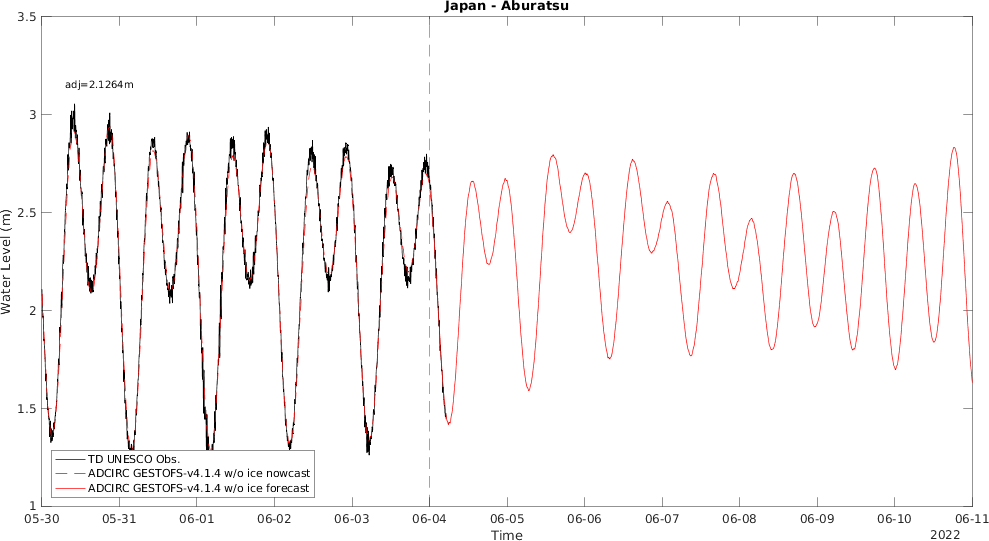 Japan - Aburatsu
3.5
adj=2.1264m
3
2.5
Water Level (m)
2
1.5
TD UNESCO Obs.
ADCIRC GESTOFS-v4.1.4 w/o ice nowcast
ADCIRC GESTOFS-v4.1.4 w/o ice forecast
1
05-30 05-31 06-01 06-02 06-03 06-04 06-05 06-06 06-07 06-08 06-09 06-10 06-11
Time
2022